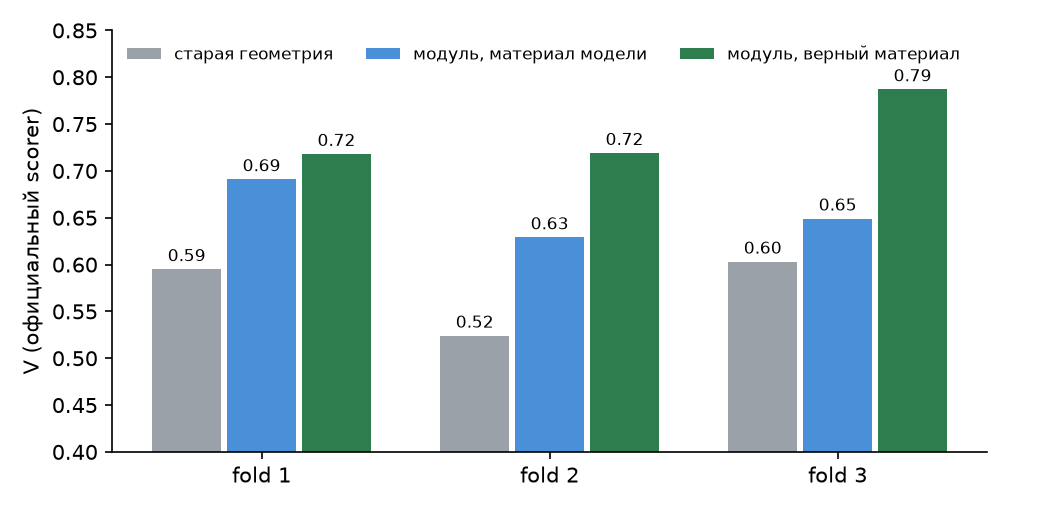 старая геометрия модуль, материал модели модуль, верный материал
V (официальный scorer)
0.85
0.80
0.75
0.70
0.65
0.60
0.55
0.50
0.45
0.40
0.59 0.69 0.72
0.52 0.63 0.72
0.60 0.65 0.79
fold 1 fold 2 fold 3